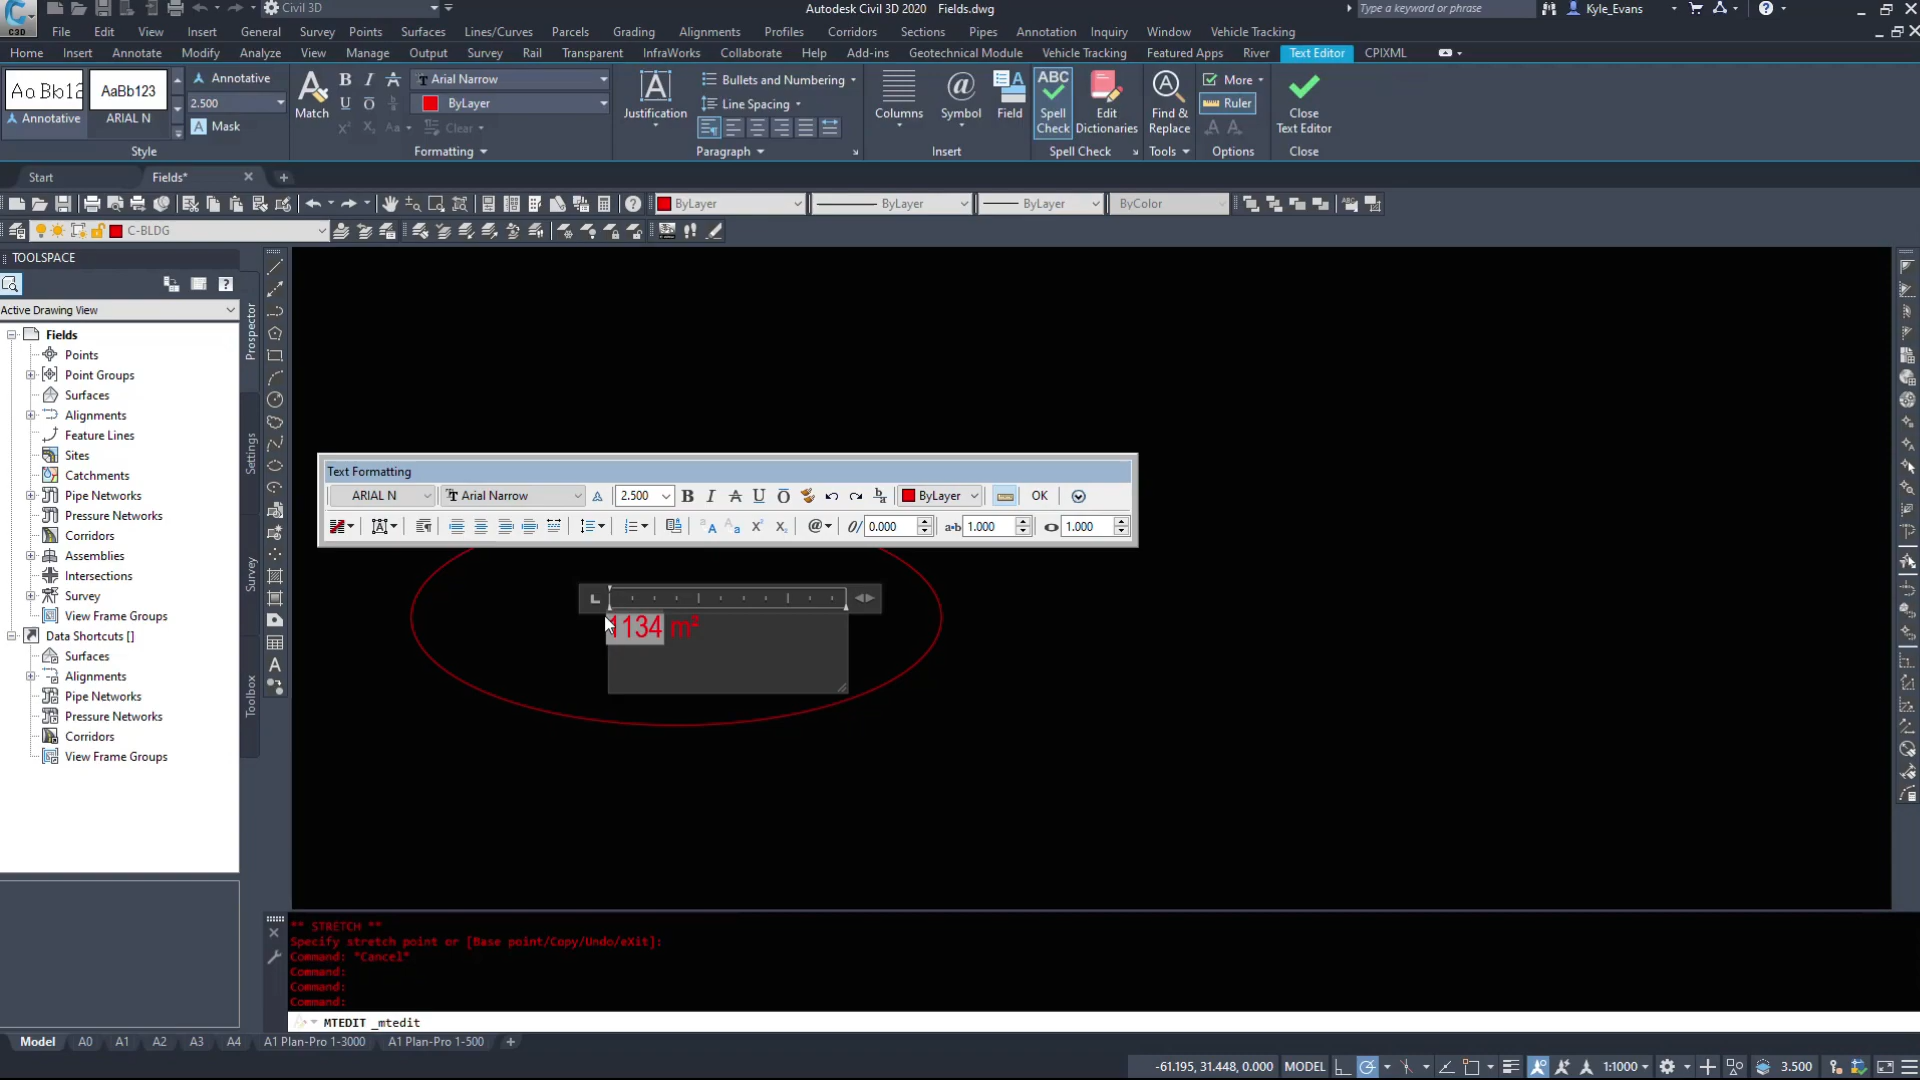 C3D
Civil 3D
Autodesk Civil 3D 2020 Fields.dwg
Type a keyword or phrase
Kyle_Evans
File Edit View Insert General Survey Points Surfaces Lines/Curves Parcels Grading Alignments Profiles Corridors Sections Pipes Annotation Inquiry Window Vehicle Tracking
Home Insert Annotate Modify Analyze View Manage Output Survey Rail Transparent InfraWorks Collaborate Help Add-ins Geotechnical Module Vehicle Tracking Featured Apps River Text Editor CPIXML
Aa Bb12
Annotative
AaBb123
ARIAL N
Annotative
2.500
Mask
Style
Match
Arial Narrow
ByLayer
Clear
Formatting
Justification
Bullets and Numbering
Line Spacing
Paragraph
Columns
Symbol
Field
Insert
ABC
Spell
Check
Edit
Dictionaries
Spell Check
Find &
Replace
Tools
More
Ruler
Options
Close
Text Editor
Close
Start
Fields*
ByLayer
ByLayer
ByLayer
ByColor
C-BLDG
TOOLSPACE
Active Drawing View
Fields
Points
Point Groups
Surfaces
Alignments
Feature Lines
Sites
Catchments
Pipe Networks
Pressure Networks
Corridors
Assemblies
Intersections
Survey
View Frame Groups
Data Shortcuts []
Surfaces
Alignments
Pipe Networks
Pressure Networks
Corridors
View Frame Groups
Prospector
Settings
Survey
Toolbox
Text Formatting
ARIAL N
Arial Narrow
2.500
ByLayer
OK
0.000
1.000
1.000
1134 m²
** STRETCH **
Specify stretch point or [Base point/Copy/Undo/eXit]:
Command: *Cancel*
Command:
Command:
Command:
MTEDIT _mtedit
Model A0 A1 A2 A3 A4 A1 Plan-Pro 1-3000 A1 Plan-Pro 1-500
-61.195, 31.448, 0.000 MODEL
1:1000
3.500